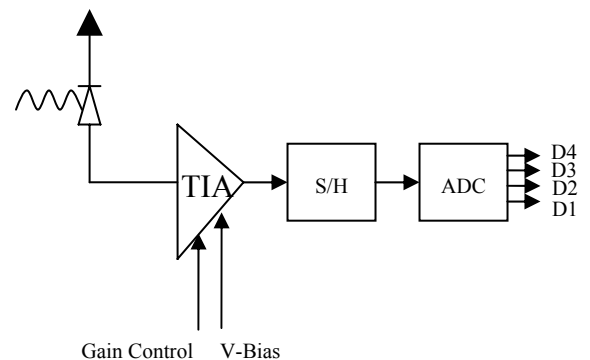 TIA
S/H
ADC
D4
D3
D2
D1
Gain Control
V-Bias